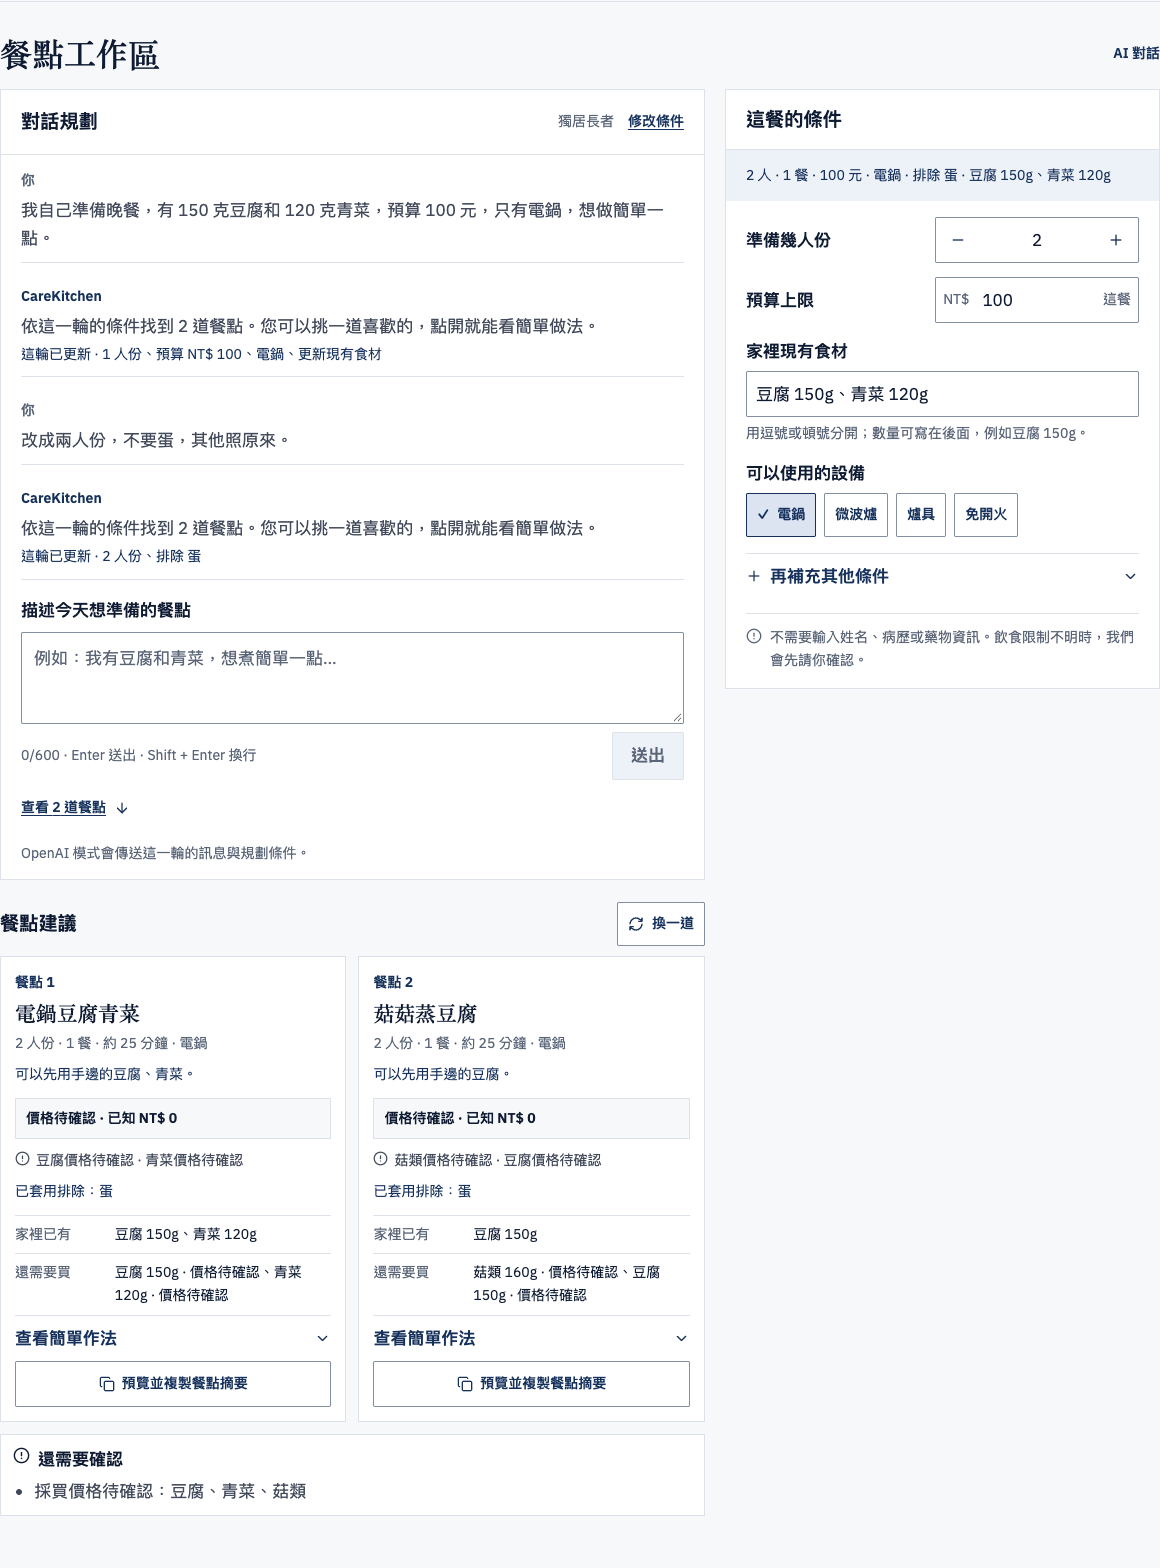 餐點工作區
AI 對話
對話規劃
獨居長者 修改條件
你
我自己準備晚餐，有 150 克豆腐和 120 克青菜，預算 100 元，只有電鍋，想做簡單一
點。
CareKitchen
依這一輪的條件找到 2 道餐點。您可以挑一道喜歡的，點開就能看簡單做法。
這輪已更新 · 1 人份、預算 NT$ 100、電鍋、更新現有食材
你
改成兩人份，不要蛋，其他照原來。
CareKitchen
依這一輪的條件找到 2 道餐點。您可以挑一道喜歡的，點開就能看簡單做法。
這輪已更新 · 2 人份、排除 蛋
描述今天想準備的餐點
例如：我有豆腐和青菜，想煮簡單一點...
0/600 · Enter 送出 · Shift + Enter 換行
送出
查看 2 道餐點 ↓
OpenAI 模式會傳送這一輪的訊息與規劃條件。
這餐的條件
2 人 · 1 餐 · 100 元 · 電鍋 · 排除 蛋 · 豆腐 150g、青菜 120g
準備幾人份
− 2 +
預算上限
NT$ 100 這餐
家裡現有食材
豆腐 150g、青菜 120g
用逗號或頓號分開；數量可寫在後面，例如豆腐 150g。
可以使用的設備
✓ 電鍋 微波爐 爐具 免開火
+ 再補充其他條件
不需要輸入姓名、病歷或藥物資訊。飲食限制不明時，我們
會先請你確認。
餐點建議
換一道
餐點 1
電鍋豆腐青菜
2 人份 · 1 餐 · 約 25 分鐘 · 電鍋
可以先用手邊的豆腐、青菜。
價格待確認 · 已知 NT$ 0
豆腐價格待確認 · 青菜價格待確認
已套用排除：蛋
家裡已有 豆腐 150g、青菜 120g
還需要買 豆腐 150g · 價格待確認、青菜
120g · 價格待確認
查看簡單作法
預覽並複製餐點摘要
餐點 2
菇菇蒸豆腐
2 人份 · 1 餐 · 約 25 分鐘 · 電鍋
可以先用手邊的豆腐。
價格待確認 · 已知 NT$ 0
菇類價格待確認 · 豆腐價格待確認
已套用排除：蛋
家裡已有 豆腐 150g
還需要買 菇類 160g · 價格待確認、豆腐
150g · 價格待確認
查看簡單作法
預覽並複製餐點摘要
還需要確認
• 採買價格待確認：豆腐、青菜、菇類